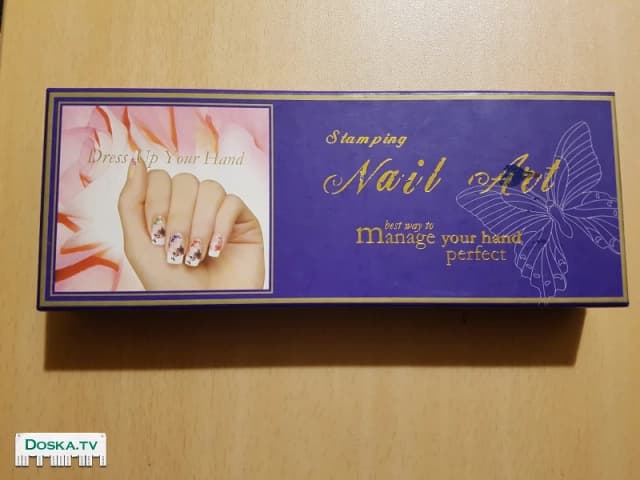 Dress Up Your Hand
Stamping
Nail Art
best way to
manage your hand
perfect
DOSKA.TV